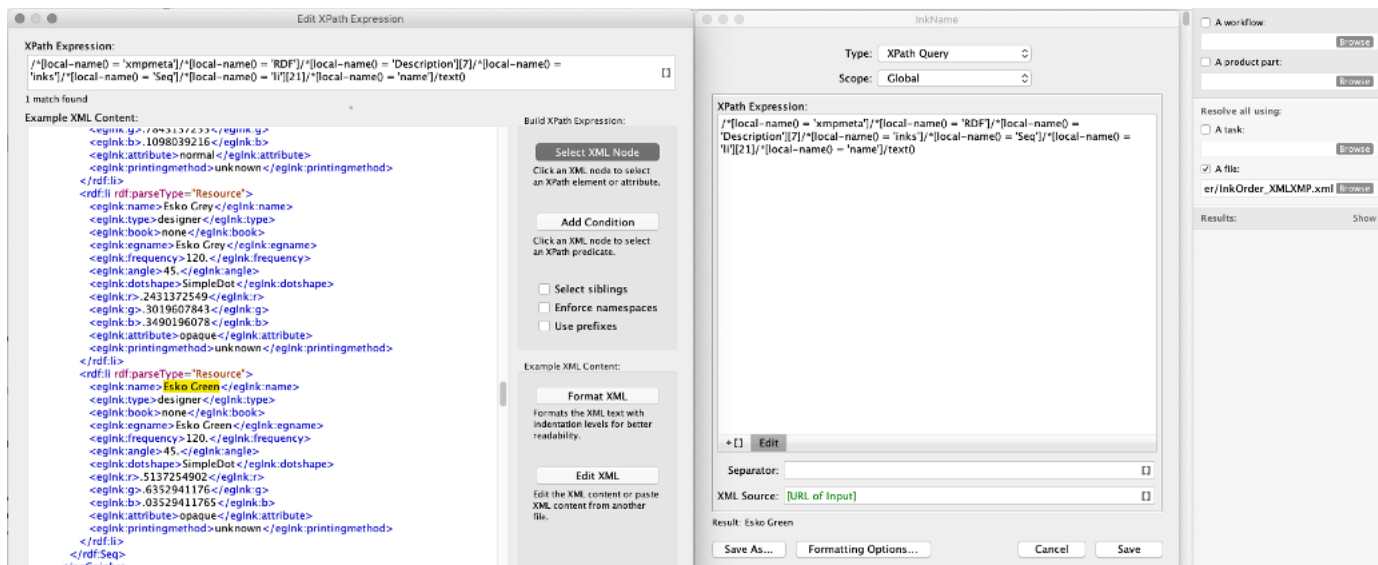 Edit XPath Expression
XPath Expression:
/*[local-name() = 'xmpmeta']/*[local-name() = 'RDF']/*[local-name() = 'Description'][7]/*[local-name() =
'inks']/*[local-name() = 'Seq']/*[local-name() = 'li'][21]/*[local-name() = 'name']/text()
[]
1 match found
Example XML Content:
<egInk:g>.7843137255</egInk:g>
<egInk:b>.1098039216</egInk:b>
<egInk:attribute>normal</egInk:attribute>
<egInk:printingmethod>unknown</egInk:printingmethod>
</rdf:li>
<rdf:li rdf:parseType="Resource">
<egInk:name>Esko Grey</egInk:name>
<egInk:type>designer</egInk:type>
<egInk:book>none</egInk:book>
<egInk:egname>Esko Grey</egInk:egname>
<egInk:frequency>120.</egInk:frequency>
<egInk:angle>45.</egInk:angle>
<egInk:dotshape>SimpleDot</egInk:dotshape>
<egInk:r>.2431372549</egInk:r>
<egInk:g>.3019607843</egInk:g>
<egInk:b>.3490196078</egInk:b>
<egInk:attribute>opaque</egInk:attribute>
<egInk:printingmethod>unknown</egInk:printingmethod>
</rdf:li>
<rdf:li rdf:parseType="Resource">
<egInk:name>Esko Green</egInk:name>
<egInk:type>designer</egInk:type>
<egInk:book>none</egInk:book>
<egInk:egname>Esko Green</egInk:egname>
<egInk:frequency>120.</egInk:frequency>
<egInk:angle>45.</egInk:angle>
<egInk:dotshape>SimpleDot</egInk:dotshape>
<egInk:r>.5137254902</egInk:r>
<egInk:g>.6352941176</egInk:g>
<egInk:b>.03529411765</egInk:b>
<egInk:attribute>opaque</egInk:attribute>
<egInk:printingmethod>unknown</egInk:printingmethod>
</rdf:li>
</rdf:Seq>
Build XPath Expression:
Select XML Node
Click an XML node to select
an XPath element or attribute.
Add Condition
Click an XML node to select
an XPath predicate.
Select siblings
Enforce namespaces
Use prefixes
Example XML Content:
Format XML
Formats the XML text with
indentation levels for better
readability.
Edit XML
Edit the XML content or paste
XML content from another
file.
InkName
Type: XPath Query
Scope: Global
XPath Expression:
/*[local-name() = 'xmpmeta']/*[local-name() = 'RDF']/*[local-name() =
'Description'][7]/*[local-name() = 'inks']/*[local-name() = 'Seq']/*[local-name() =
'li'][21]/*[local-name() = 'name']/text()
+[] Edit
Separator: []
XML Source: [URL of Input] []
Result: Esko Green
Save As... Formatting Options... Cancel Save
A workflow:
Browse
A product part:
Browse
Resolve all using:
A task:
Browse
A file:
er/InkOrder_XMLXMP.xml Browse
Results: Show